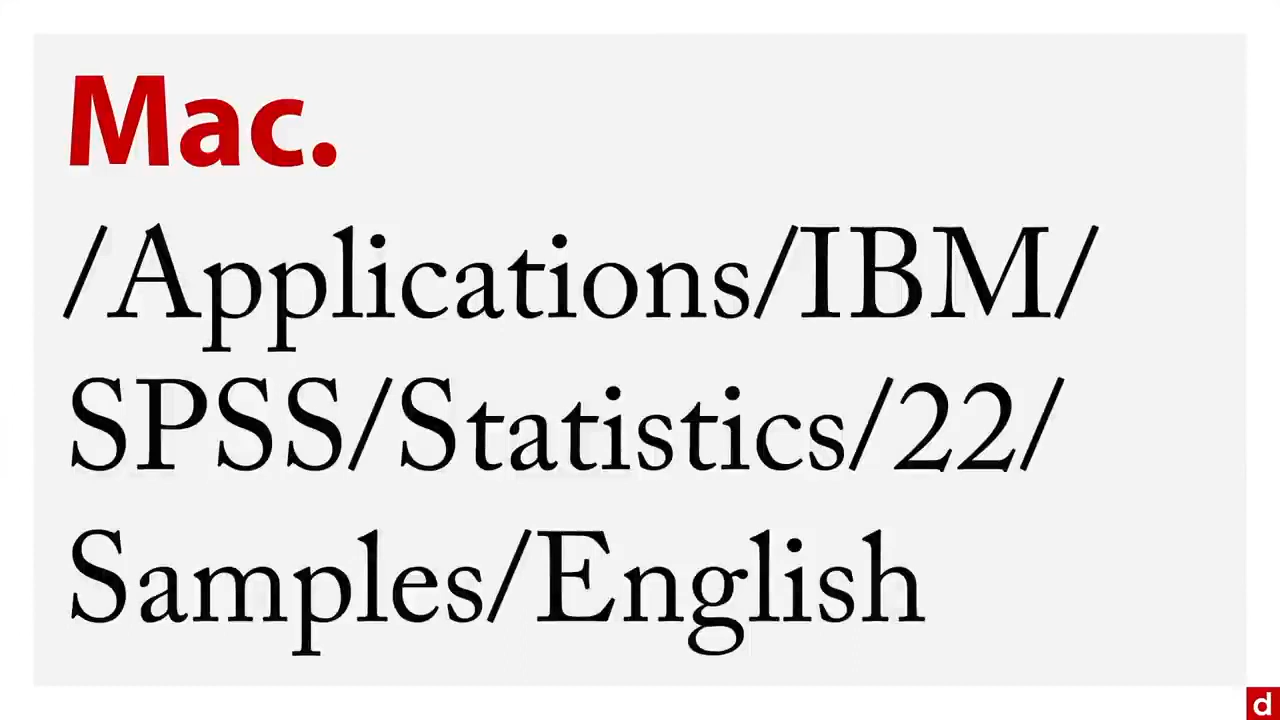 Mac.
/Applications/IBM/
SPSS/Statistics/22/
Samples/English
d